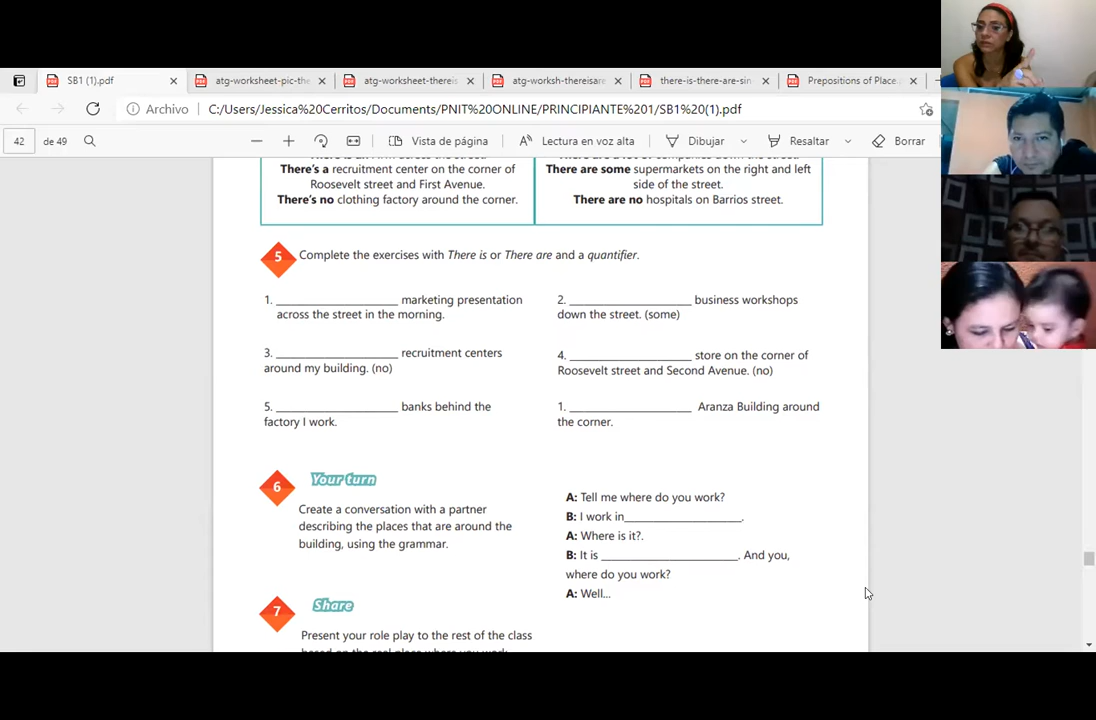 SB1 (1).pdf
atg-worksheet-pic-the
atg-worksheet-thereis
atg-worksh-thereisare
there-is-there-are-sin
Prepositions of Place
Archivo
C:/Users/Jessica%20Cerritos/Documents/PNIT%20ONLINE/PRINCIPIANTE%201/SB1%20(1).pdf
42
de 49
Vista de página
Lectura en voz alta
Dibujar
Resaltar
Borrar
There's a recruitment center on the corner of
Roosevelt street and First Avenue.
There's no clothing factory around the corner.
There are some supermarkets on the right and left
side of the street.
There are no hospitals on Barrios street.
5
Complete the exercises with There is or There are and a quantifier.
1. ____________________ marketing presentation
across the street in the morning.
2. ____________________ business workshops
down the street. (some)
3. ____________________ recruitment centers
around my building. (no)
4. ____________________ store on the corner of
Roosevelt street and Second Avenue. (no)
5. ____________________ banks behind the
factory I work.
1. ____________________ Aranza Building around
the corner.
6
Your turn
Create a conversation with a partner
describing the places that are around the
building, using the grammar.
A: Tell me where do you work?
B: I work in____________________.
A: Where is it?.
B: It is ______________________. And you,
where do you work?
A: Well...
7
Share
Present your role play to the rest of the class